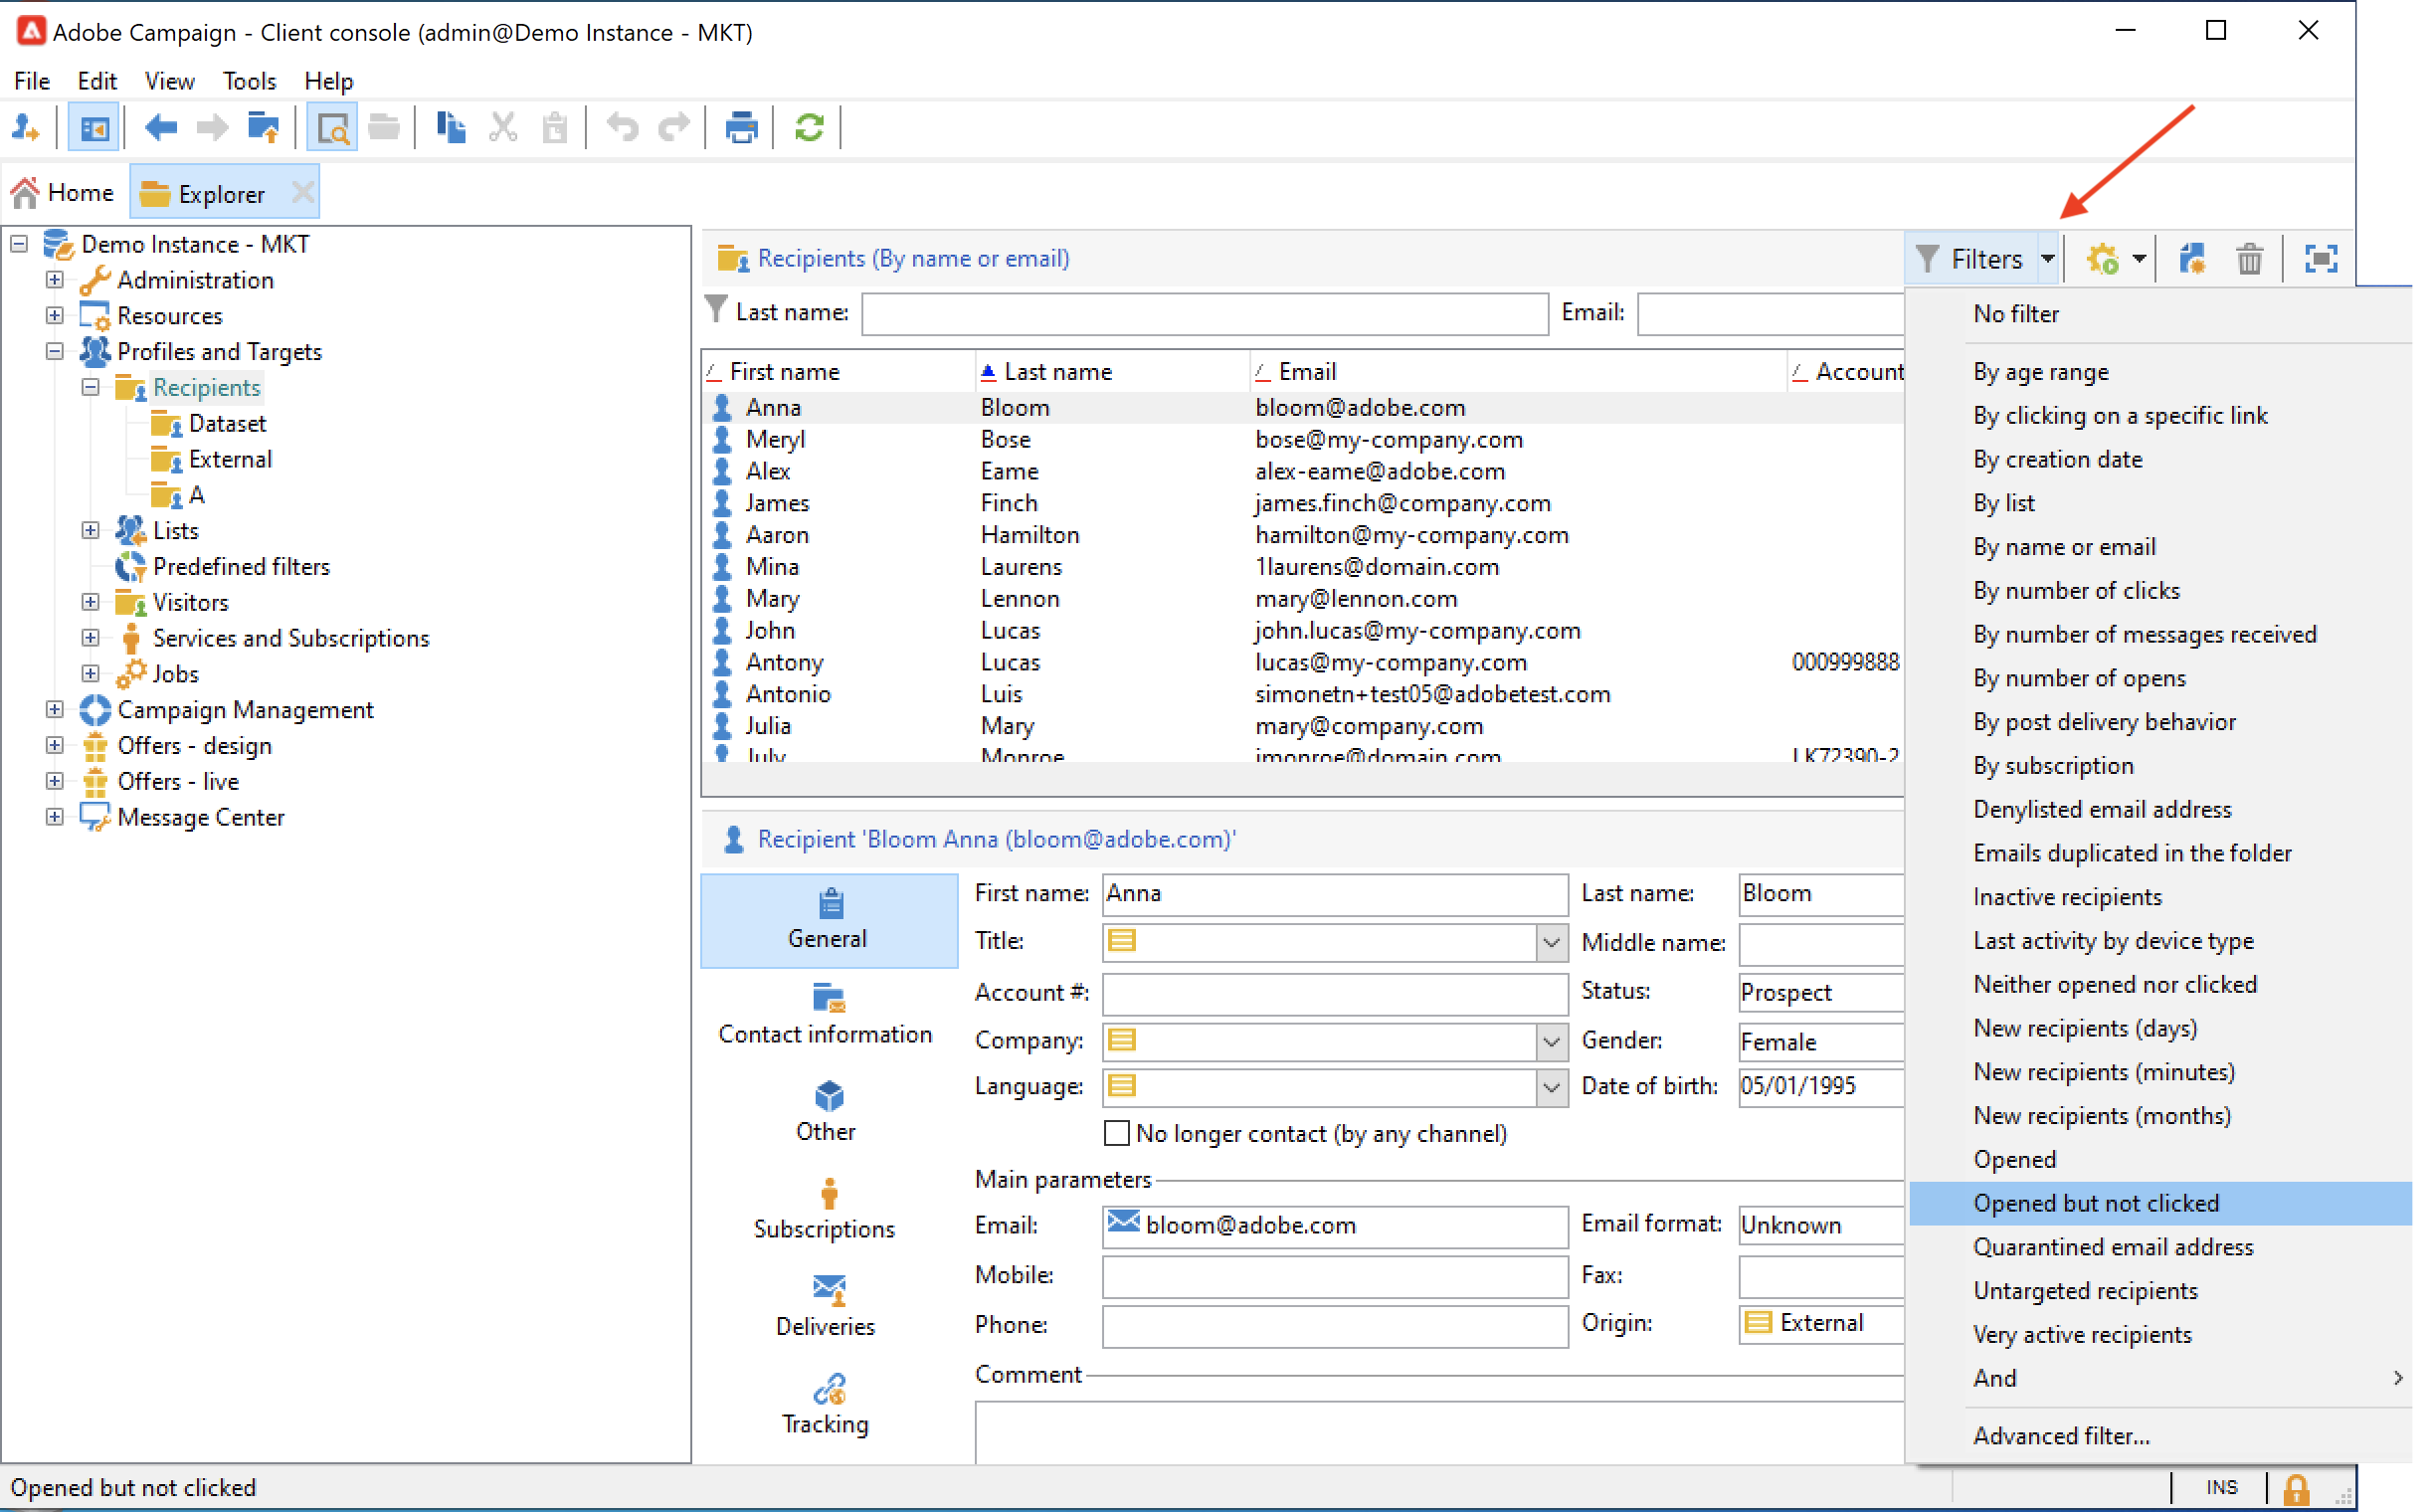 Adobe Campaign - Client console (admin@Demo Instance - MKT)
File Edit View Tools Help
Home Explorer
Demo Instance - MKT
Administration
Resources
Profiles and Targets
Recipients
Dataset
External
A
Lists
Predefined filters
Visitors
Services and Subscriptions
Jobs
Campaign Management
Offers - design
Offers - live
Message Center
Recipients (By name or email)
Filters
Last name: Email:
First name Last name Email Account
Anna Bloom bloom@adobe.com
Meryl Bose bose@my-company.com
Alex Eame alex-eame@adobe.com
James Finch james.finch@company.com
Aaron Hamilton hamilton@my-company.com
Mina Laurens 1laurens@domain.com
Mary Lennon mary@lennon.com
John Lucas john.lucas@my-company.com
Antony Lucas lucas@my-company.com 000999888
Antonio Luis simonetn+test05@adobetest.com
Julia Mary mary@company.com
July Monroe jmonroe@domain.com LK72390-2
Recipient 'Bloom Anna (bloom@adobe.com)'
General
Contact information
Other
Subscriptions
Deliveries
Tracking
First name: Anna Last name: Bloom
Title: Middle name:
Account #: Status: Prospect
Company: Gender: Female
Language: Date of birth: 05/01/1995
No longer contact (by any channel)
Main parameters
Email: bloom@adobe.com Email format: Unknown
Mobile: Fax:
Phone: Origin: External
Comment
No filter
By age range
By clicking on a specific link
By creation date
By list
By name or email
By number of clicks
By number of messages received
By number of opens
By post delivery behavior
By subscription
Denylisted email address
Emails duplicated in the folder
Inactive recipients
Last activity by device type
Neither opened nor clicked
New recipients (days)
New recipients (minutes)
New recipients (months)
Opened
Opened but not clicked
Quarantined email address
Untargeted recipients
Very active recipients
And
Advanced filter...
Opened but not clicked INS